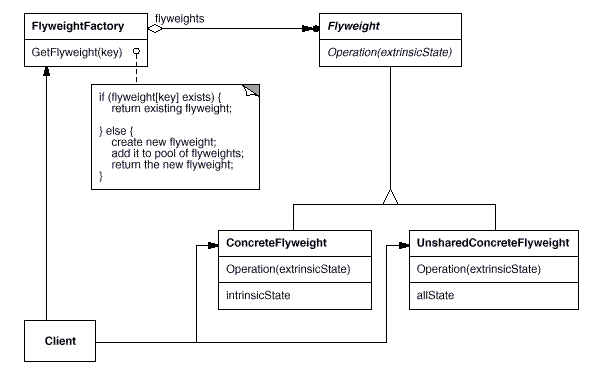 flyweights
FlyweightFactory
GetFlyweight(key)
Flyweight
Operation(extrinsicState)
if (flyweight[key] exists) {
return existing flyweight;
} else {
create new flyweight;
add it to pool of flyweights;
return the new flyweight;
}
ConcreteFlyweight
Operation(extrinsicState)
intrinsicState
UnsharedConcreteFlyweight
Operation(extrinsicState)
allState
Client